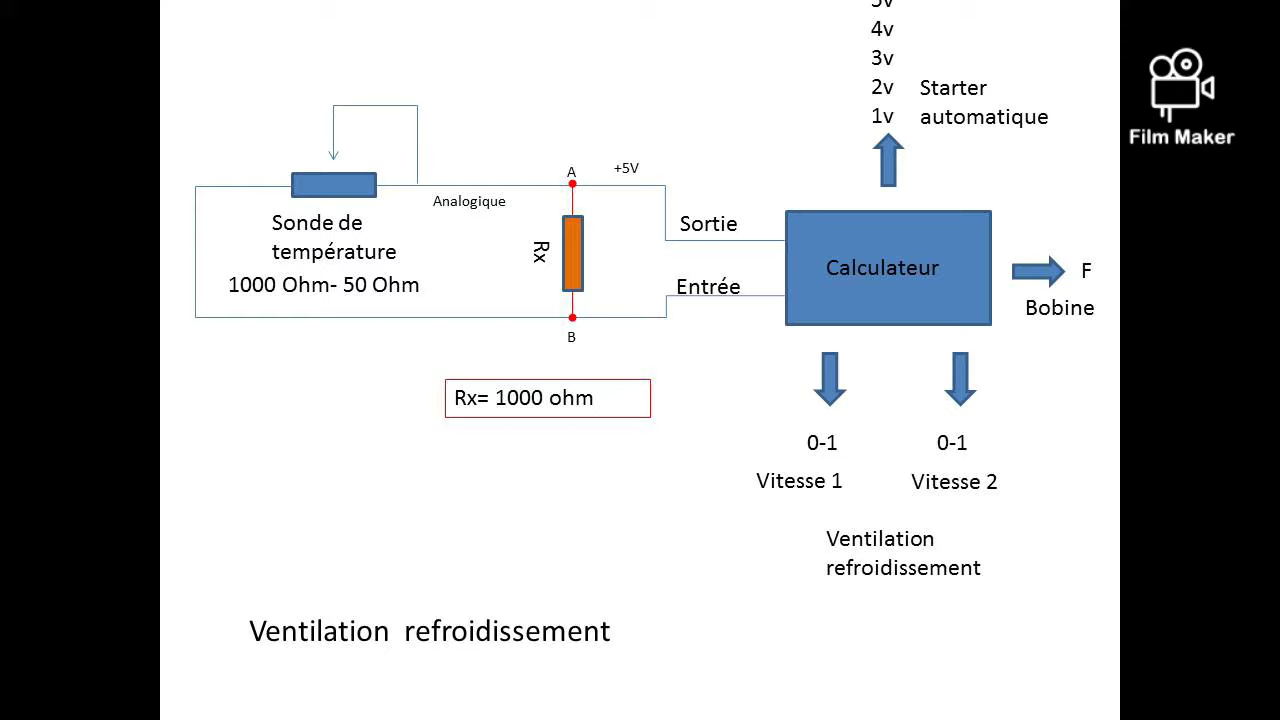 5v
4v
3v
2v
1v
Starter
automatique
Film Maker
A
+5V
Analogique
Sonde de
température
1000 Ohm- 50 Ohm
Rx
Sortie
Entrée
Calculateur
F
Bobine
B
Rx= 1000 ohm
0-1
0-1
Vitesse 1
Vitesse 2
Ventilation
refroidissement
Ventilation refroidissement